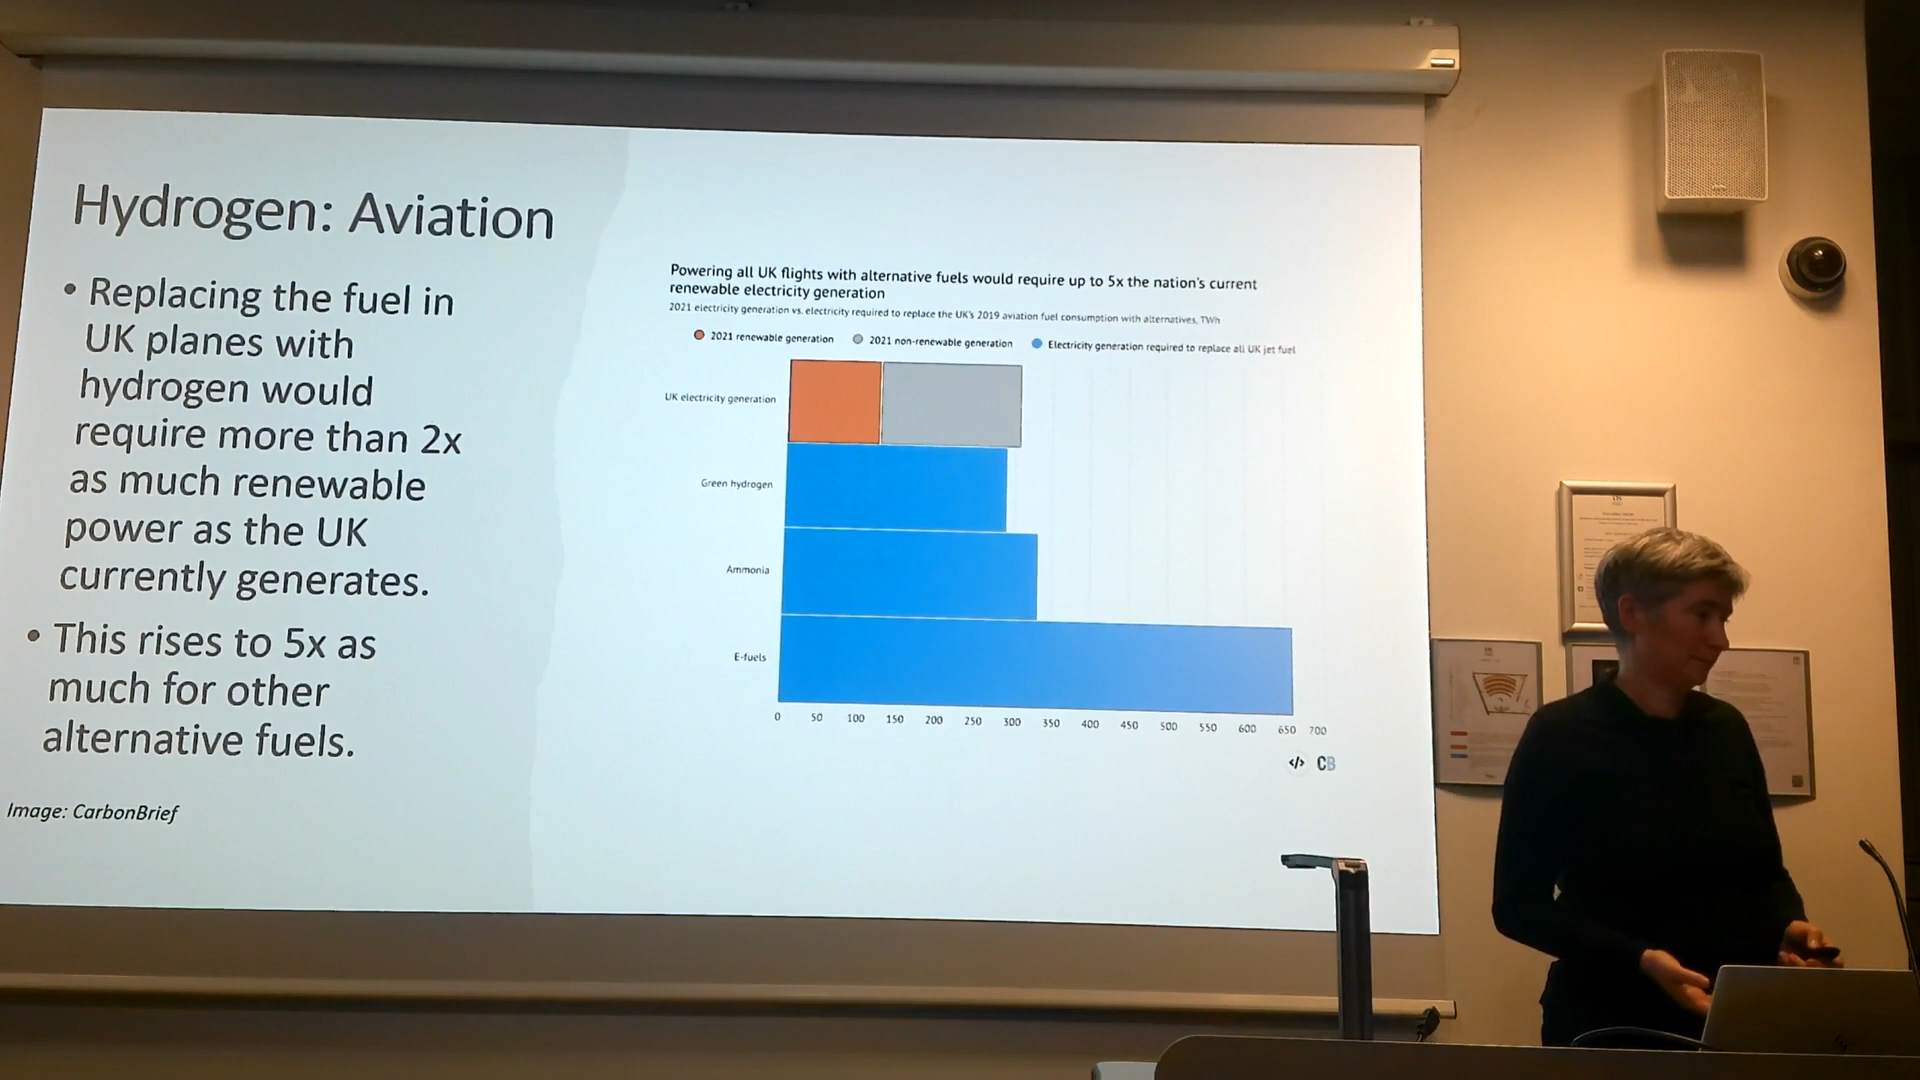 Hydrogen: Aviation
• Replacing the fuel in
UK planes with
hydrogen would
require more than 2x
as much renewable
power as the UK
currently generates.
• This rises to 5x as
much for other
alternative fuels.
Image: CarbonBrief
Powering all UK flights with alternative fuels would require up to 5x the nation's current
renewable electricity generation
2021 electricity generation vs. electricity required to replace the UK's 2019 aviation fuel consumption with alternatives, TWh
2021 renewable generation
2021 non-renewable generation
Electricity generation required to replace all UK jet fuel
UK electricity generation
Green hydrogen
Ammonia
E-fuels
0 50 100 150 200 250 300 350 400 450 500 550 600 650 700
</> CB